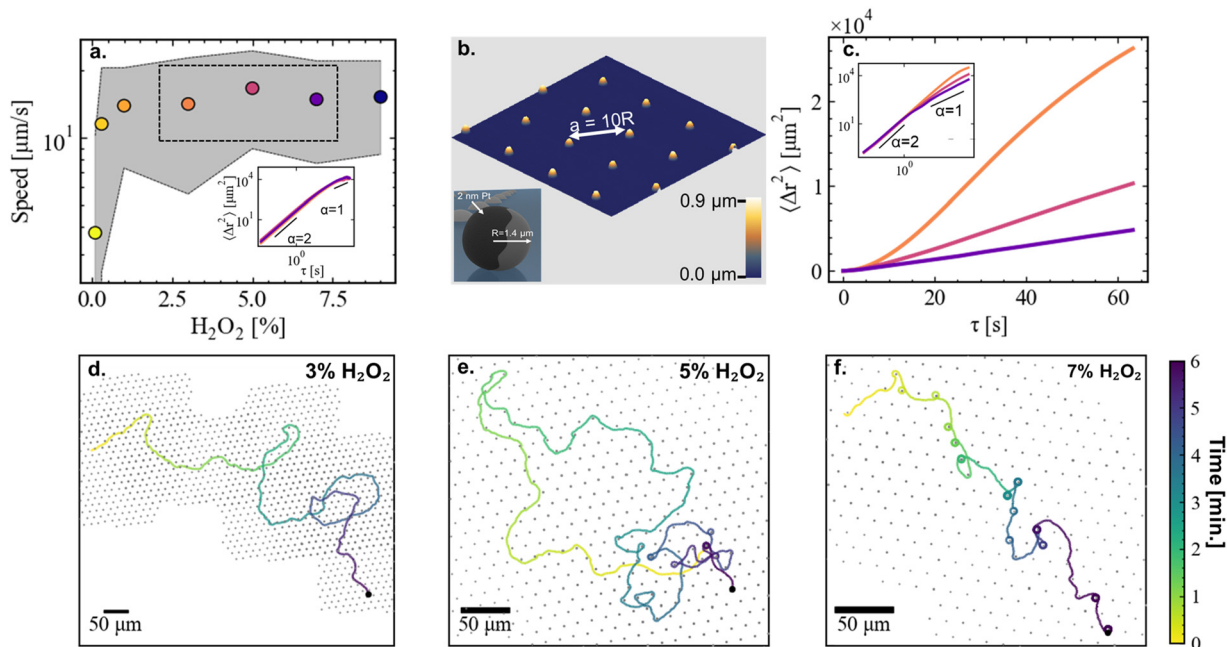 a.
Speed [μm/s]
10¹
0.0 2.5 5.0 7.5
H₂O₂ [%]
⟨Δr²⟩ [μm²]
10⁴
10¹
α=1
α=2
10⁰
τ [s]
b.
a = 10R
2 nm Pt
R=1.4 μm
0.9 μm
0.0 μm
c.
×10⁴
⟨Δr²⟩ [μm²]
2
1
0
0 20 40 60
τ [s]
10⁴
10¹
α=1
α=2
10⁰
d.
3% H₂O₂
50 μm
e.
5% H₂O₂
50 μm
f.
7% H₂O₂
50 μm
6
5
4
3
2
1
0
Time [min.]